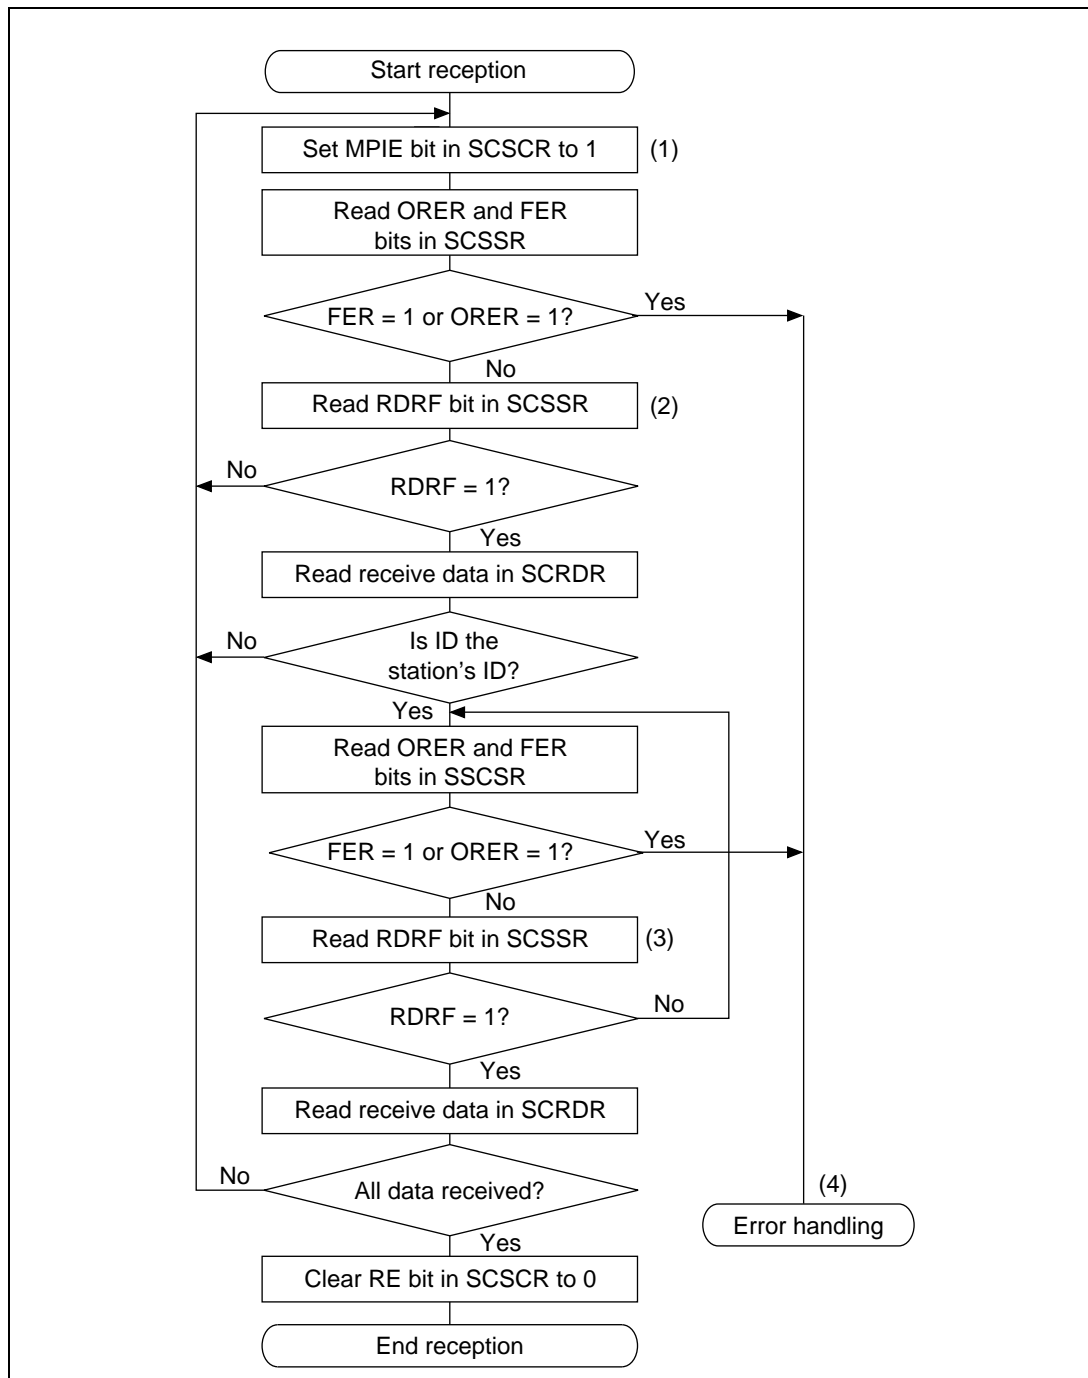 Start reception
Set MPIE bit in SCSCR to 1
(1)
Read ORER and FER
bits in SCSSR
FER = 1 or ORER = 1?
Yes
No
Read RDRF bit in SCSSR
(2)
No
RDRF = 1?
Yes
Read receive data in SCRDR
No
Is ID the
station’s ID?
Yes
Read ORER and FER
bits in SSCSR
FER = 1 or ORER = 1?
Yes
No
Read RDRF bit in SCSSR
(3)
RDRF = 1?
No
Yes
Read receive data in SCRDR
No
All data received?
(4)
Error handling
Yes
Clear RE bit in SCSCR to 0
End reception